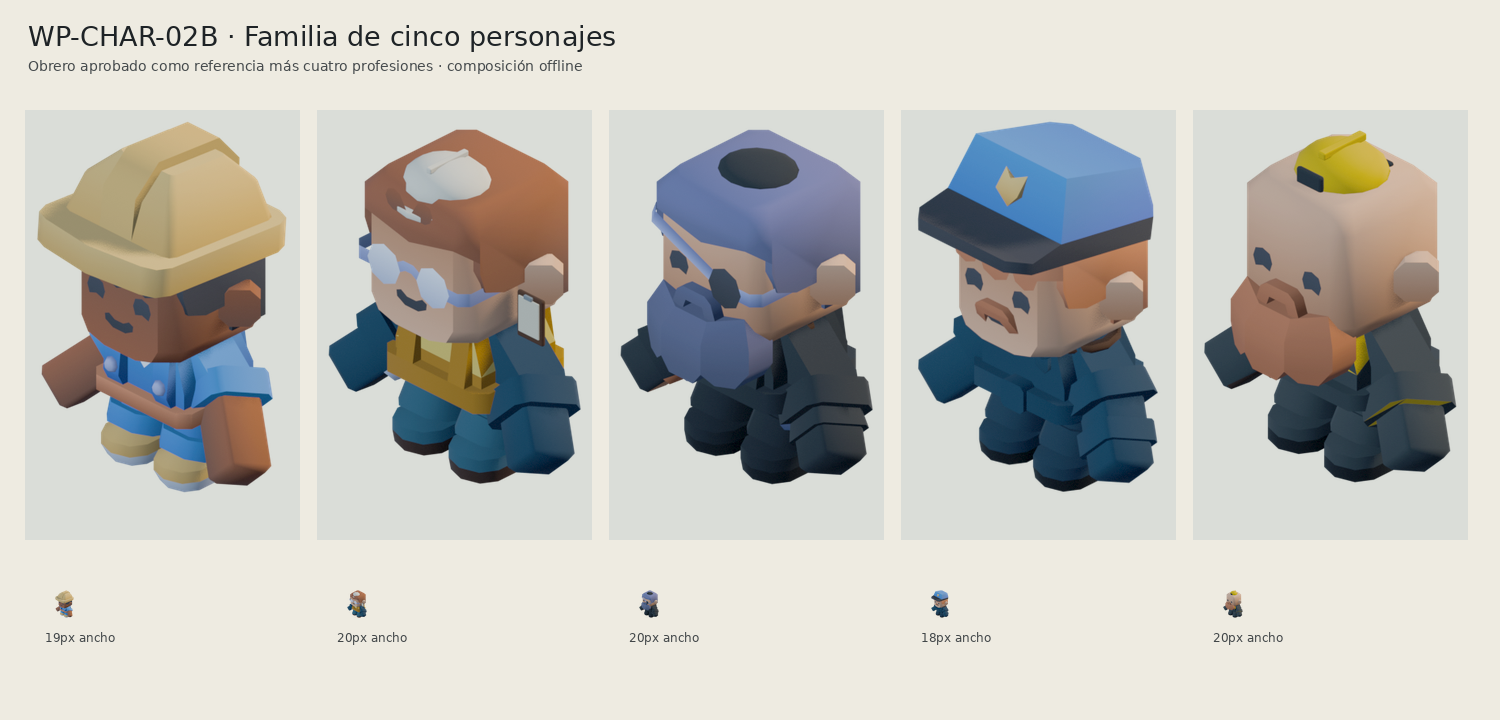 WP-CHAR-02B · Familia de cinco personajes
Obrero aprobado como referencia más cuatro profesiones · composición offline
19px ancho
20px ancho
20px ancho
18px ancho
20px ancho